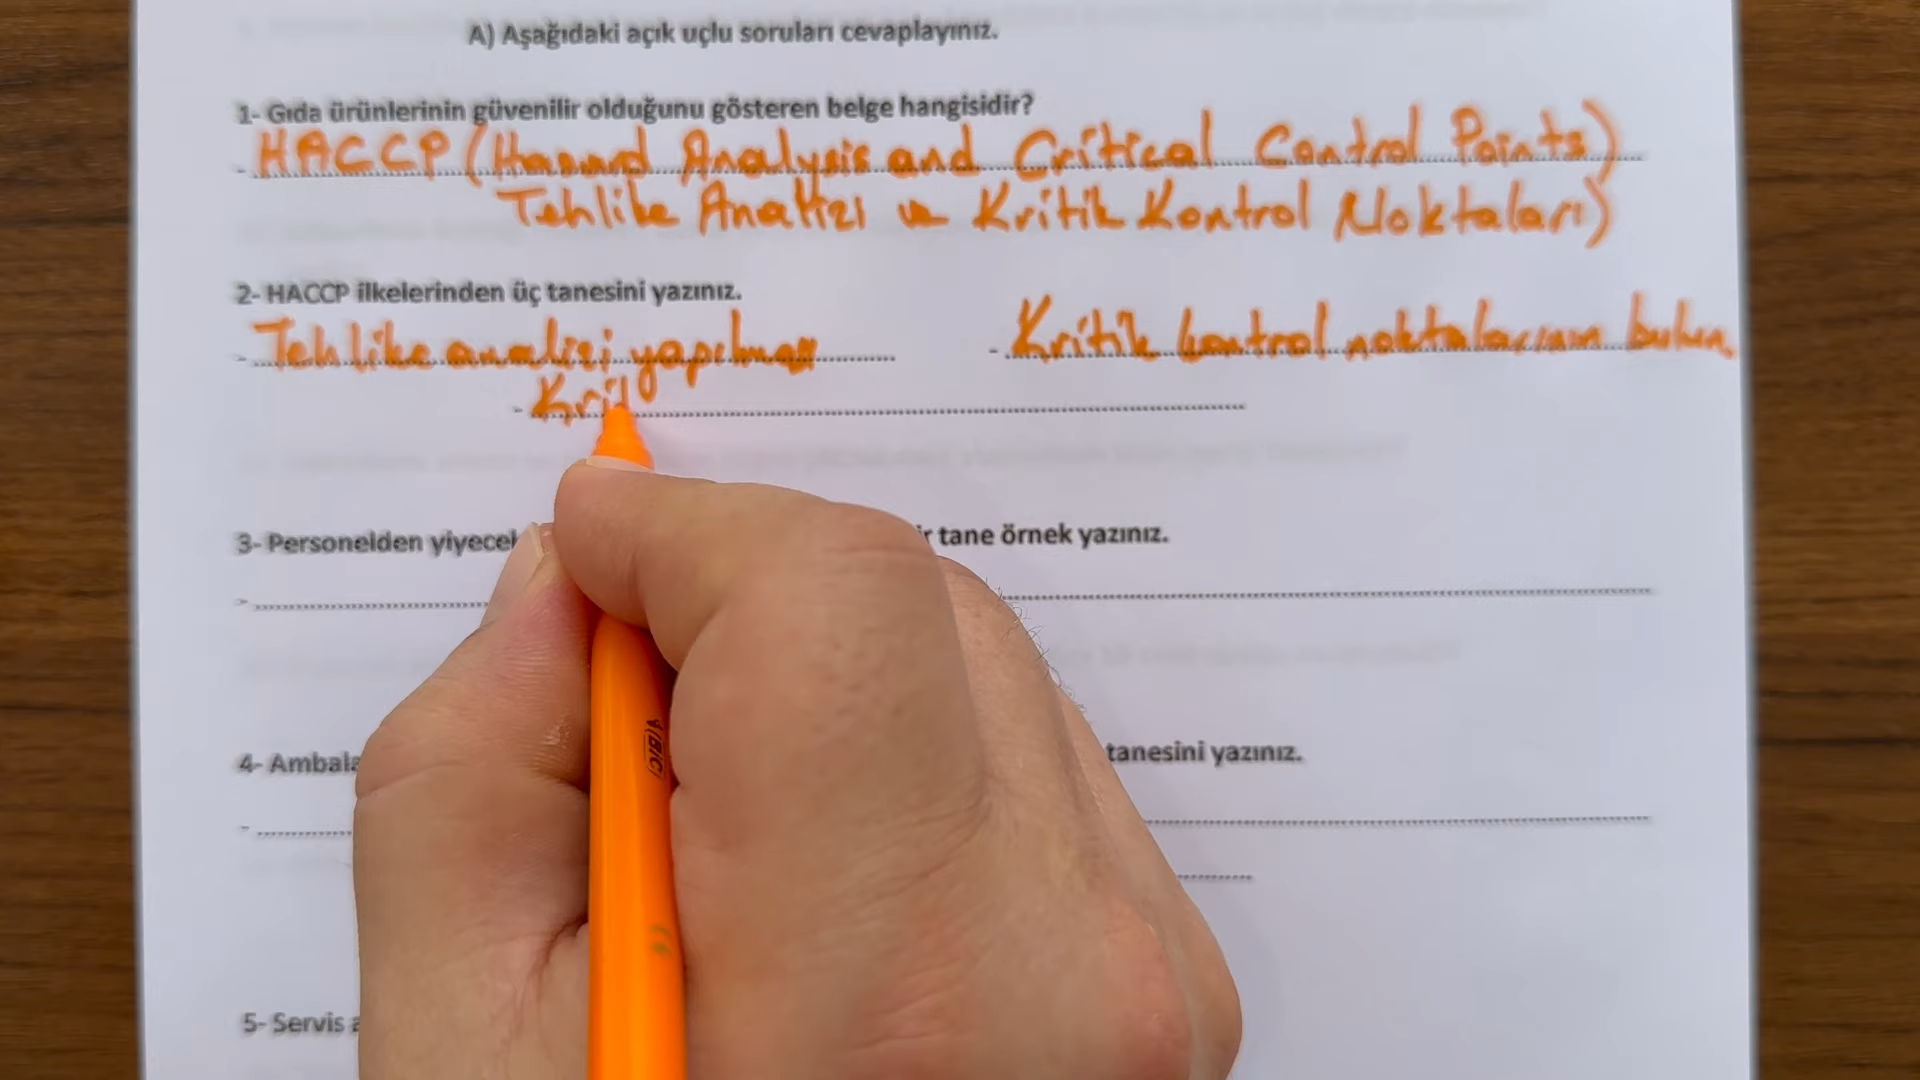 A) Aşağıdaki açık uçlu soruları cevaplayınız.
1- Gıda ürünlerinin güvenilir olduğunu gösteren belge hangisidir?
- HACCP (Hazard Analysis and Critical Control Points)
Tehlike Analizi ve Kritik Kontrol Noktaları)
2- HACCP ilkelerinden üç tanesini yazınız.
- Tehlike analizi yapılması - Kritik kontrol noktalarının bulun.
- Krit
3- Personelden yiyecek tane örnek yazınız.
4- Ambala tanesini yazınız.
5- Servis a
BIC